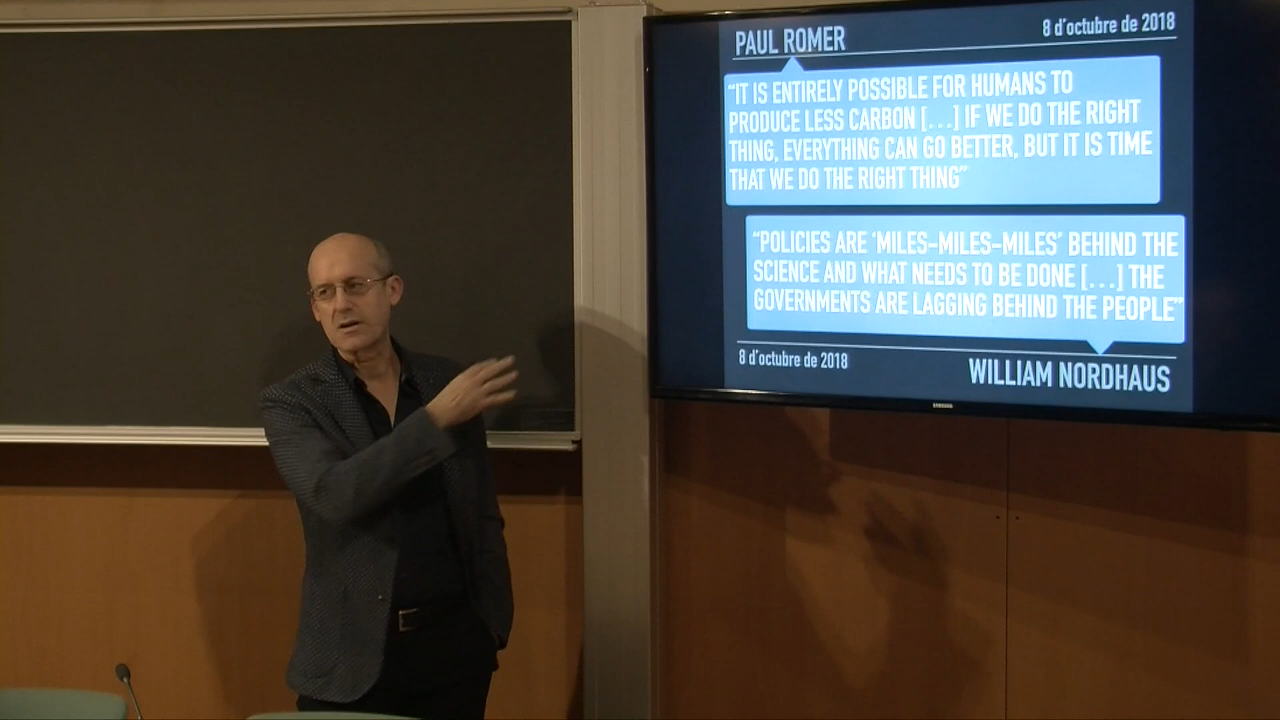 PAUL ROMER
8 d'octubre de 2018
"IT IS ENTIRELY POSSIBLE FOR HUMANS TO
PRODUCE LESS CARBON [...] IF WE DO THE RIGHT
THING, EVERYTHING CAN GO BETTER, BUT IT IS TIME
THAT WE DO THE RIGHT THING"
"POLICIES ARE 'MILES-MILES-MILES' BEHIND THE
SCIENCE AND WHAT NEEDS TO BE DONE [...] THE
GOVERNMENTS ARE LAGGING BEHIND THE PEOPLE"
8 d'octubre de 2018
WILLIAM NORDHAUS
SAMSUNG